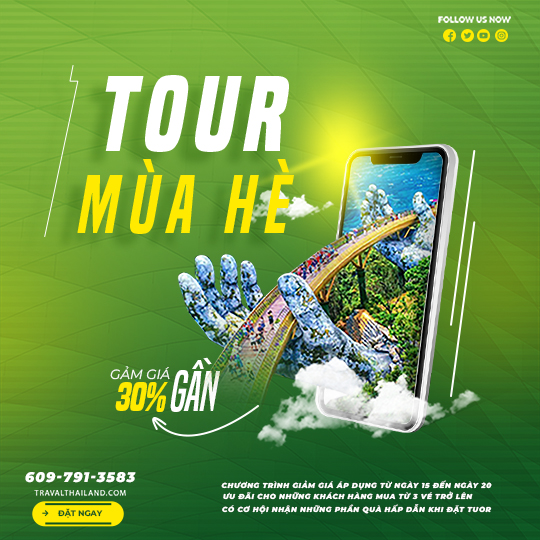 FOLLOW US NOW
TOUR
MÙA HÈ
GẢM GIÁ
30% GẦN
609-791-3583
TRAVALTHAILAND.COM
ĐẶT NGAY
CHƯƠNG TRÌNH GIẢM GIÁ ÁP DỤNG TỪ NGÀY 15 ĐẾN NGÀY 20
ƯU ĐÃI CHO NHỮNG KHÁCH HÀNG MUA TỪ 3 VÉ TRỞ LÊN
CÓ CƠ HỘI NHẬN NHỮNG PHẦN QUÀ HẤP DẪN KHI ĐẶT TUOR